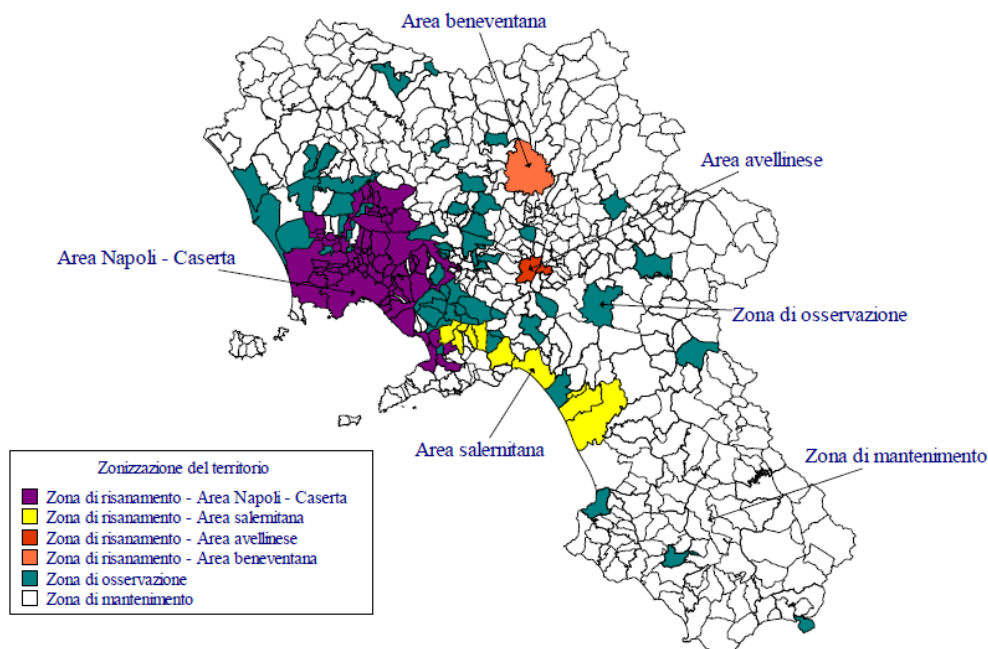 Area beneventana
Area avellinese
Area Napoli - Caserta
Zona di osservazione
Area salernitana
Zona di mantenimento
Zonizzazione del territorio
Zona di risanamento - Area Napoli - Caserta
Zona di risanamento - Area salernitana
Zona di risanamento - Area avellinese
Zona di risanamento - Area beneventana
Zona di osservazione
Zona di mantenimento